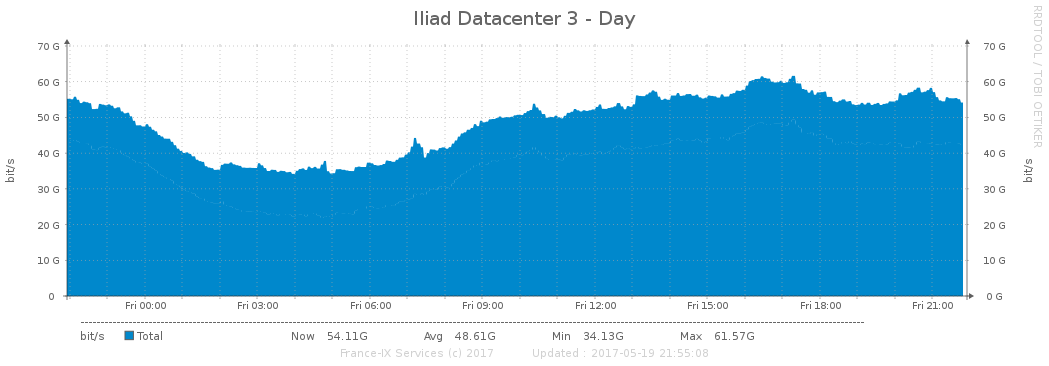 Iliad Datacenter 3 - Day
RRDTOOL / TOBI OETIKER
70 G 70 G
60 G 60 G
50 G 50 G
40 G 40 G
30 G 30 G
20 G 20 G
10 G 10 G
0 0 G
bit/s bit/s
Fri 00:00 Fri 03:00 Fri 06:00 Fri 09:00 Fri 12:00 Fri 15:00 Fri 18:00 Fri 21:00
bit/s Total Now 54.11G Avg 48.61G Min 34.13G Max 61.57G
France-IX Services (c) 2017 Updated : 2017-05-19 21:55:08